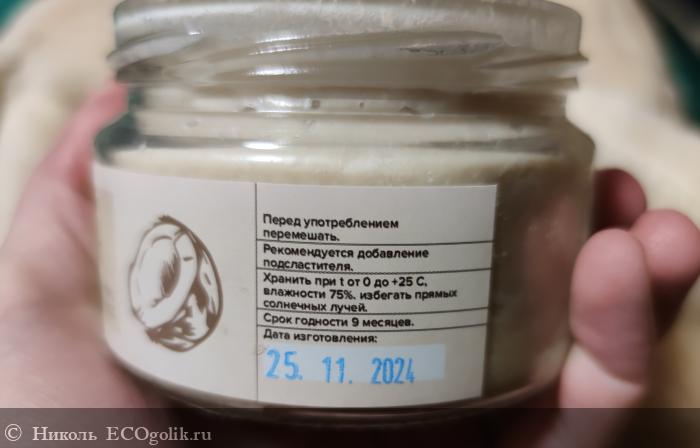 Перед употреблением
перемешать.
Рекомендуется добавление
подсластителя.
Хранить при t от 0 до +25 С,
влажности 75%. избегать прямых
солнечных лучей.
Срок годности 9 месяцев.
Дата изготовления:
25. 11. 2024
© Николь ECOgolik.ru